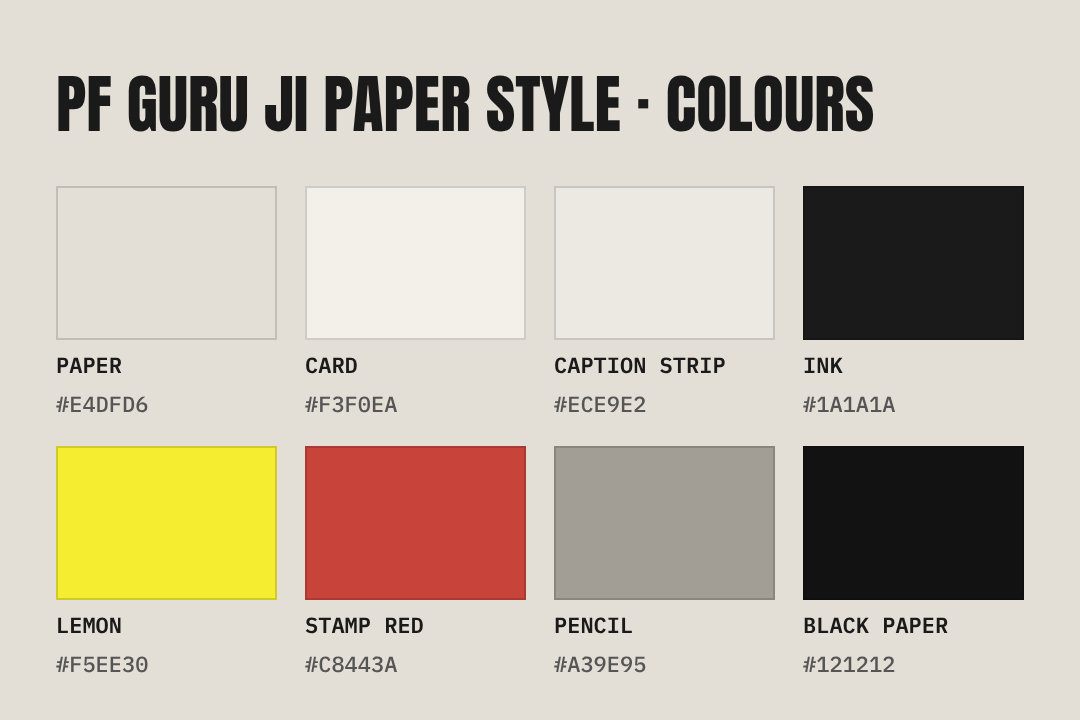 PF GURU JI PAPER STYLE · COLOURS
PAPER
#E4DFD6
CARD
#F3F0EA
CAPTION STRIP
#ECE9E2
INK
#1A1A1A
LEMON
#F5EE30
STAMP RED
#C8443A
PENCIL
#A39E95
BLACK PAPER
#121212